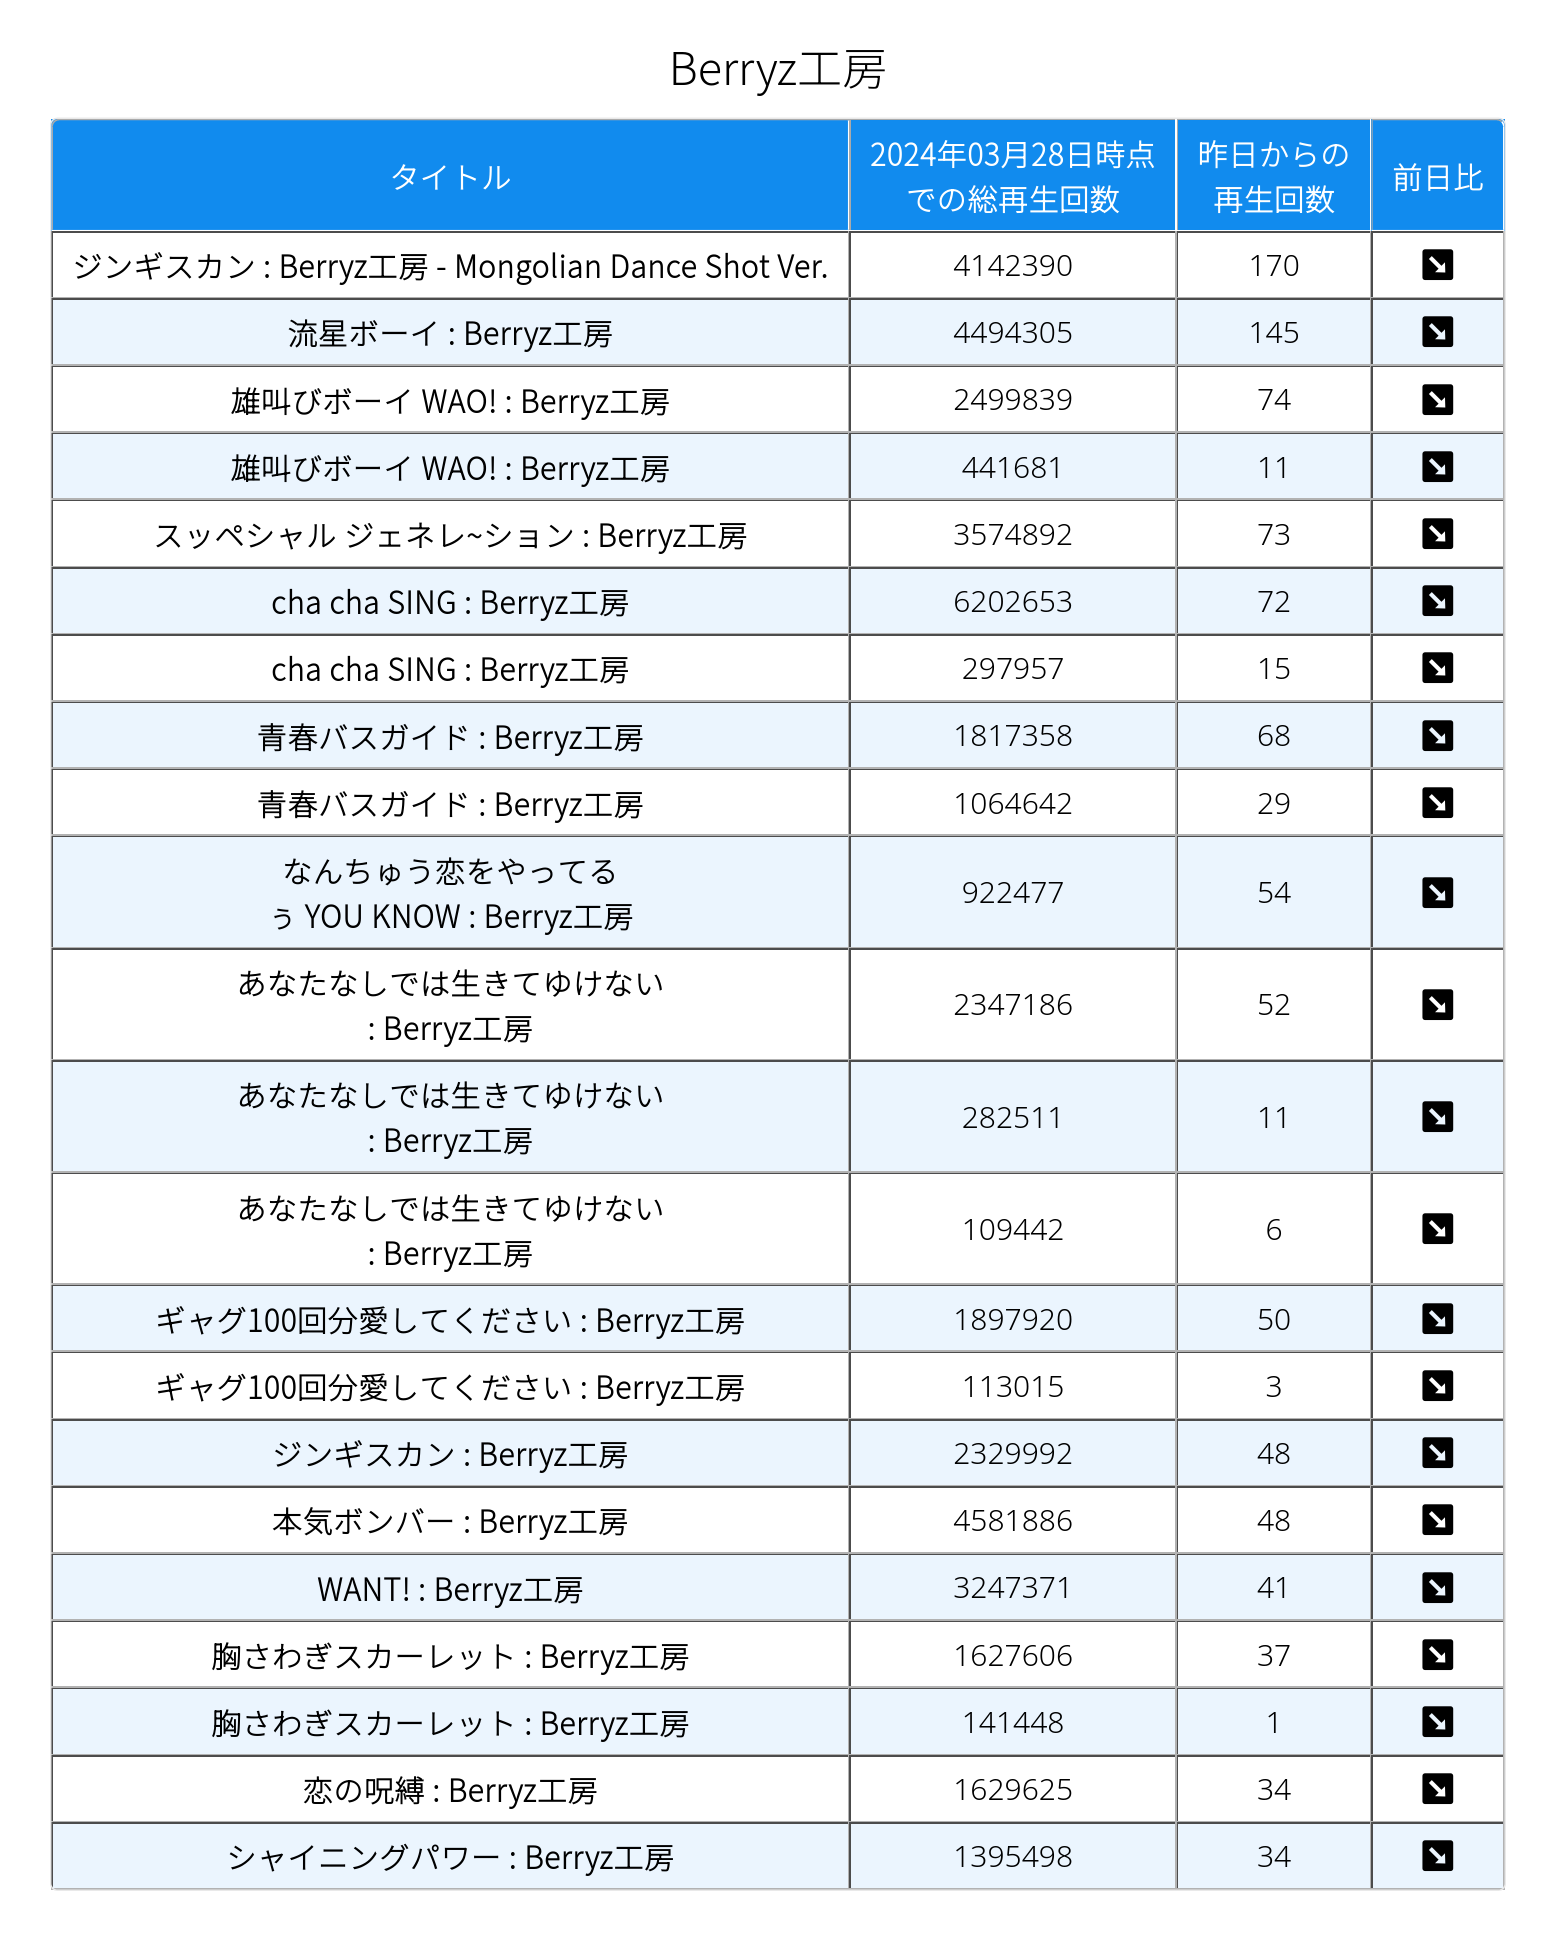 Berryz工房
タイトル
2024年03月28日時点
での総再生回数
昨日からの
再生回数
前日比
ジンギスカン : Berryz工房 - Mongolian Dance Shot Ver. 4142390 170
流星ボーイ : Berryz工房 4494305 145
雄叫びボーイ WAO! : Berryz工房 2499839 74
雄叫びボーイ WAO! : Berryz工房 441681 11
スッペシャル ジェネレ~ション : Berryz工房 3574892 73
cha cha SING : Berryz工房 6202653 72
cha cha SING : Berryz工房 297957 15
青春バスガイド : Berryz工房 1817358 68
青春バスガイド : Berryz工房 1064642 29
なんちゅう恋をやってる
ぅ YOU KNOW : Berryz工房 922477 54
あなたなしでは生きてゆけない
: Berryz工房 2347186 52
あなたなしでは生きてゆけない
: Berryz工房 282511 11
あなたなしでは生きてゆけない
: Berryz工房 109442 6
ギャグ100回分愛してください : Berryz工房 1897920 50
ギャグ100回分愛してください : Berryz工房 113015 3
ジンギスカン : Berryz工房 2329992 48
本気ボンバー : Berryz工房 4581886 48
WANT! : Berryz工房 3247371 41
胸さわぎスカーレット : Berryz工房 1627606 37
胸さわぎスカーレット : Berryz工房 141448 1
恋の呪縛 : Berryz工房 1629625 34
シャイニングパワー : Berryz工房 1395498 34